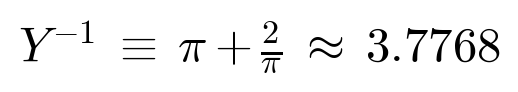 Y⁻¹ ≡ π + 2/π ≈ 3.7768